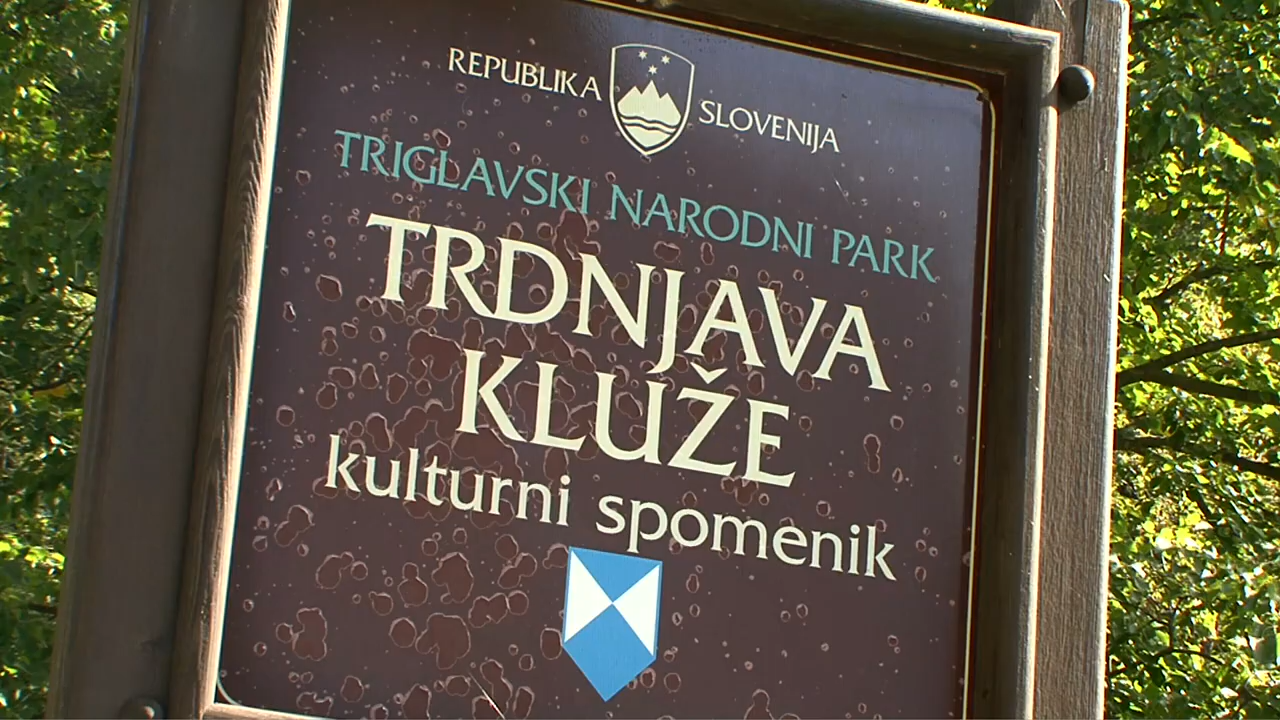 REPUBLIKA SLOVENIJA
TRIGLAVSKI NARODNI PARK
TRDNJAVA
KLUŽE
kulturni spomenik